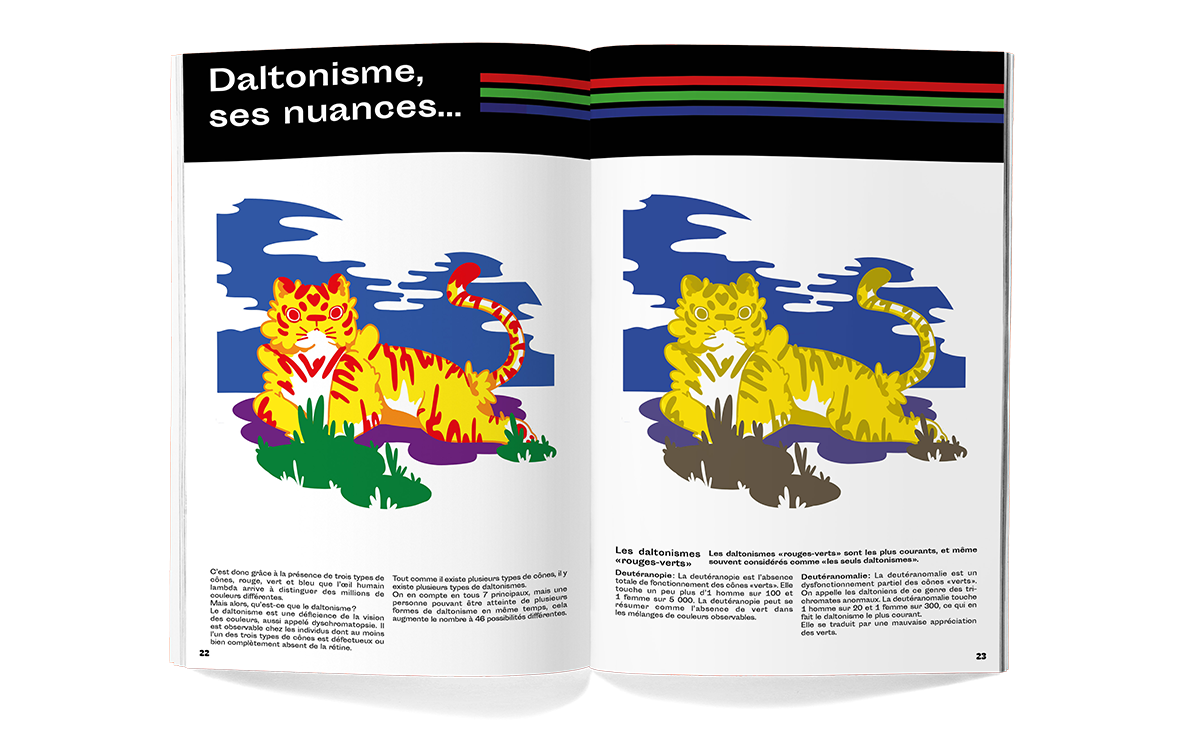 Daltonisme,
ses nuances...
C'est donc grâce à la présence de trois types de
cônes, rouge, vert et bleu que l'œil humain
lambda arrive à distinguer des millions de
couleurs différentes.
Mais alors, qu'est-ce que le daltonisme?
Le daltonisme est une déficience de la vision
des couleurs, aussi appelé dyschromatopsie. Il
est observable chez les individus dont au moins
l'un des trois types de cônes est défectueux ou
bien complètement absent de la rétine.
Tout comme il existe plusieurs types de cônes, il y
existe plusieurs types de daltonismes.
On en compte en tous 7 principaux, mais une
personne pouvant être atteinte de plusieurs
formes de daltonisme en même temps, cela
augmente le nombre à 46 possibilités différentes.
22
Les daltonismes
«rouges-verts»
Les daltonismes «rouges-verts» sont les plus courants, et même
souvent considérés comme «les seuls daltonismes».
Deutéranopie: La deutéranopie est l'absence
totale de fonctionnement des cônes «verts». Elle
touche un peu plus d'1 homme sur 100 et
1 femme sur 5 000. La deutéranopie peut se
résumer comme l'absence de vert dans
les mélanges de couleurs observables.
Deutéranomalie: La deutéranomalie est un
dysfonctionnement partiel des cônes «verts».
On appelle les daltoniens de ce genre des tri-
chromates anormaux. La deutéranomalie touche
1 homme sur 20 et 1 femme sur 300, ce qui en
fait le daltonisme le plus courant.
Elle se traduit par une mauvaise appréciation
des verts.
23